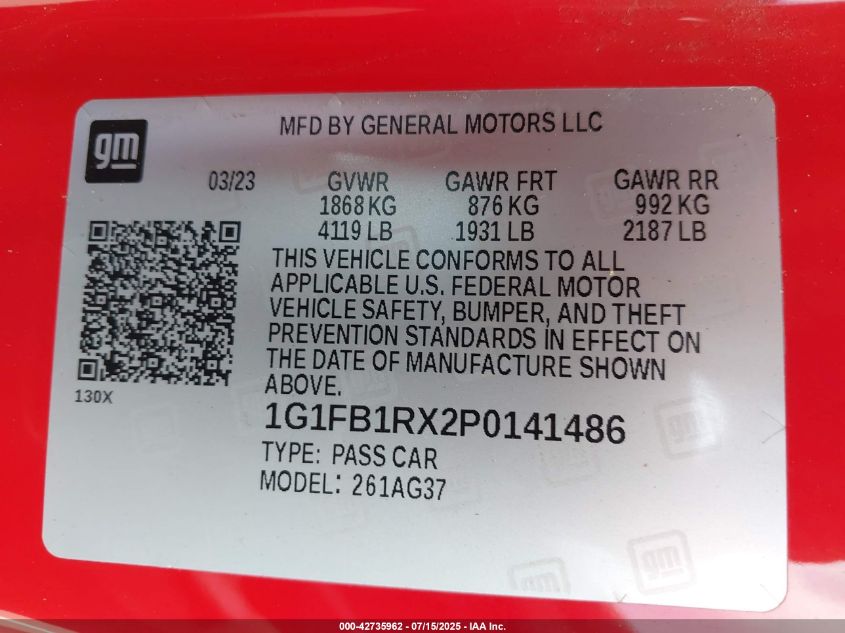 MFD BY GENERAL MOTORS LLC
gm
03/23 GVWR GAWR FRT GAWR RR
1868 KG 876 KG 992 KG
4119 LB 1931 LB 2187 LB
THIS VEHICLE CONFORMS TO ALL
APPLICABLE U.S. FEDERAL MOTOR
VEHICLE SAFETY, BUMPER, AND THEFT
PREVENTION STANDARDS IN EFFECT ON
THE DATE OF MANUFACTURE SHOWN
ABOVE.
130X
1G1FB1RX2P0141486
TYPE: PASS CAR
MODEL: 261AG37
gm
gm
gm
000-42735962 - 07/15/2025 - IAA Inc.